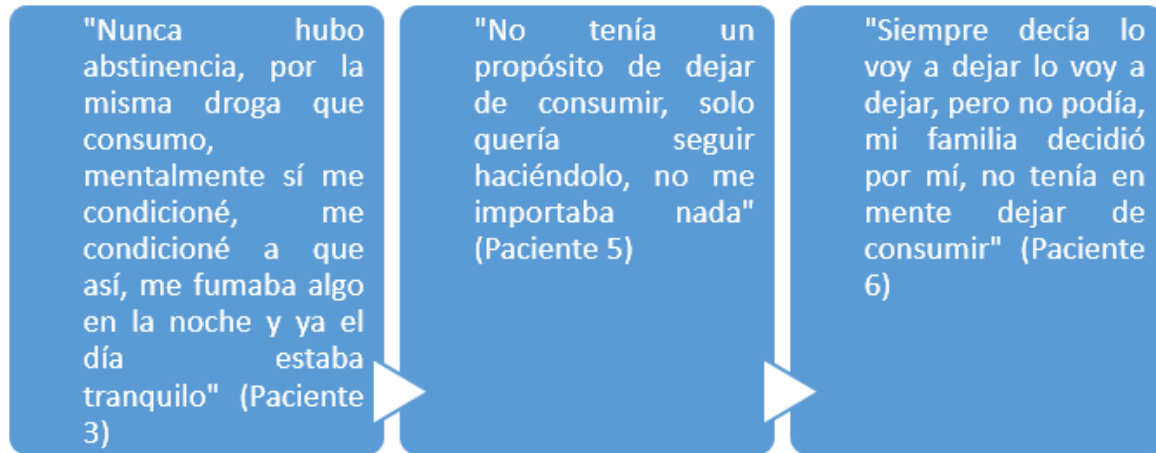 "Nunca hubo
abstinencia, por la
misma droga que
consumo,
mentalmente sí me
condicioné, me
condicioné a que
así, me fumaba algo
en la noche y ya el
día estaba
tranquilo" (Paciente
3)
"No tenía un
propósito de dejar
de consumir, solo
quería seguir
haciéndolo, no me
importaba nada"
(Paciente 5)
"Siempre decía lo
voy a dejar lo voy a
dejar, pero no podía,
mi familia decidió
por mí, no tenía en
mente dejar de
consumir" (Paciente
6)